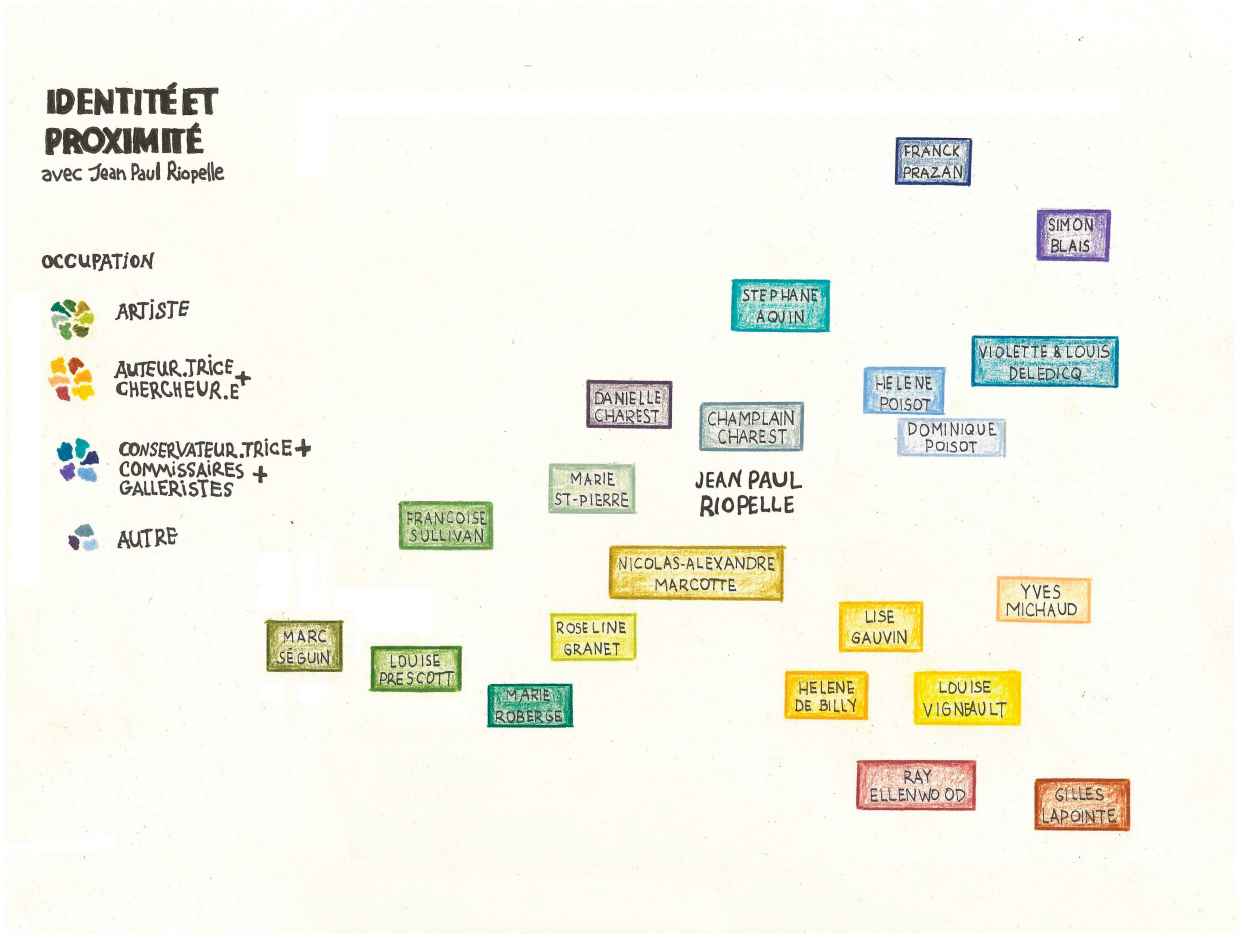 IDENTITÉ ET
PROXIMITÉ
avec Jean Paul Riopelle
OCCUPATION
ARTISTE
AUTEUR.TRICE +
CHERCHEUR.E
CONSERVATEUR.TRICE +
COMMISSAIRES +
GALLERISTES
AUTRE
FRANCK
PRAZAN
SIMON
BLAIS
STEPHANE
AQUIN
VIOLETTE & LOUIS
DELEDICQ
HELENE
POISOT
DOMINIQUE
POISOT
DANIELLE
CHAREST
CHAMPLAIN
CHAREST
MARIE
ST-PIERRE
JEAN PAUL
RIOPELLE
FRANCOISE
SULLIVAN
NICOLAS-ALEXANDRE
MARCOTTE
YVES
MICHAUD
LISE
GAUVIN
ROSELINE
GRANET
MARC
SÉGUIN
LOUISE
PRESCOTT
MARIE
ROBERGE
HELENE
DE BILLY
LOUISE
VIGNEAULT
RAY
ELLENWOOD
GILLES
LAPOINTE